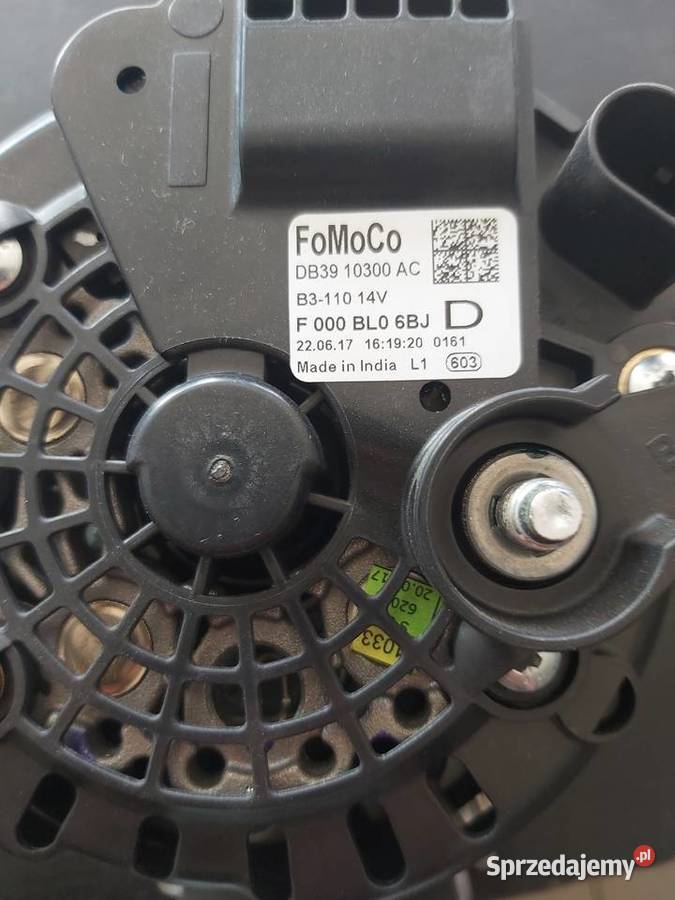 FoMoCo
DB39 10300 AC
B3-110 14V
F 000 BL0 6BJ D
22.06.17 16:19:20 0161
Made in India L1 603
620
1033
Sprzedajemy.pl